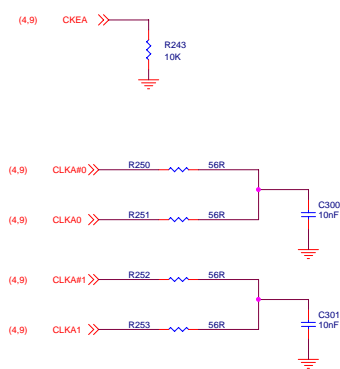 (4,9) CKEA
R243
10K
(4,9) CLKA#0 R250 56R
(4,9) CLKA0 R251 56R
C300
10nF
(4,9) CLKA#1 R252 56R
(4,9) CLKA1 R253 56R
C301
10nF